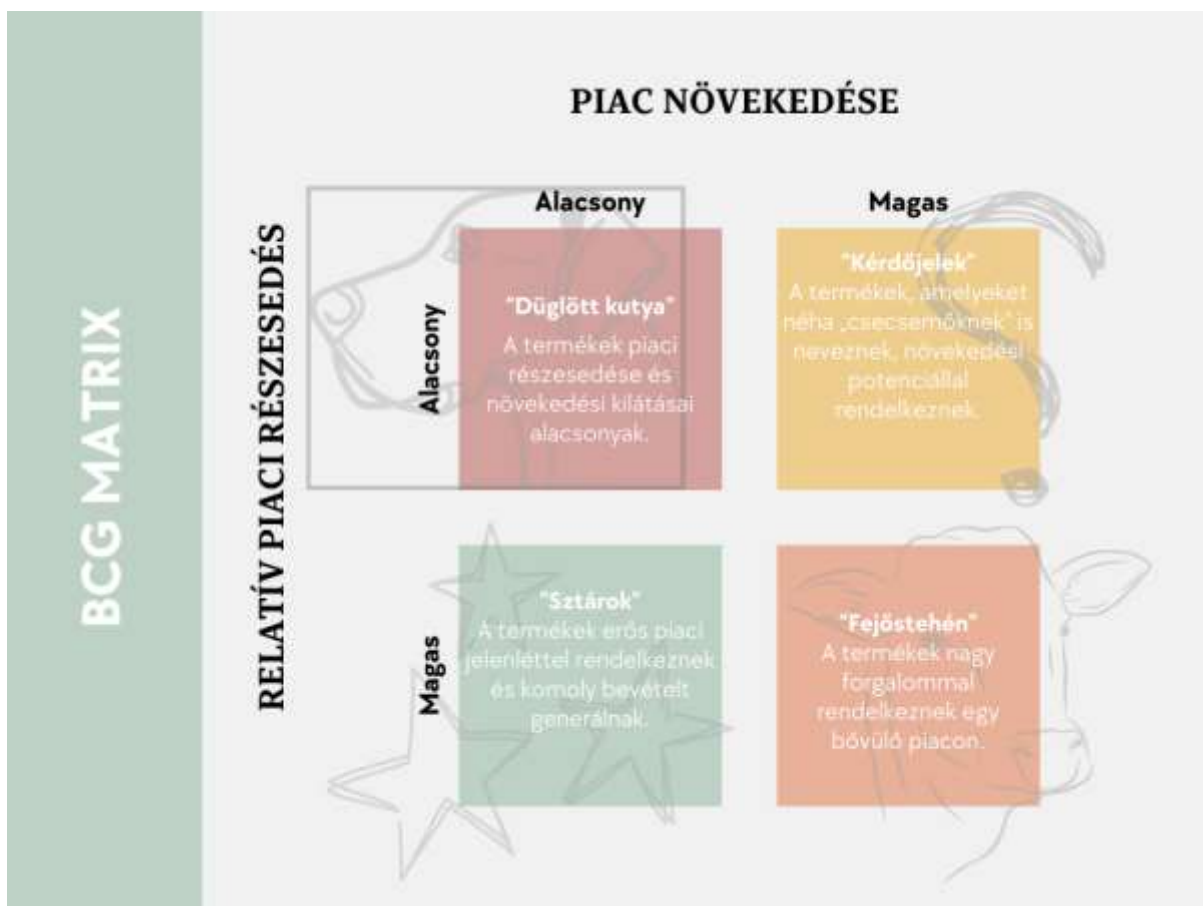 BCG MATRIX
PIAC NÖVEKEDÉSE
RELATÍV PIACI RÉSZESEDÉS
Alacsony
Magas
Alacsony
"Düglött kutya"
A termékek piaci
részesedése és
növekedési kilátásai
alacsonyak.
"Kérdőjelek"
A termékek, amelyeket
néha „csecsemőknek" is
neveznek, növekedési
potenciállal
rendelkeznek.
Magas
"Sztárok"
A termékek erős piaci
jelenléttel rendelkeznek
és komoly bevételt
generálnak.
"Fejőstehén"
A termékek nagy
forgalommal
rendelkeznek egy
bővülő piacon.